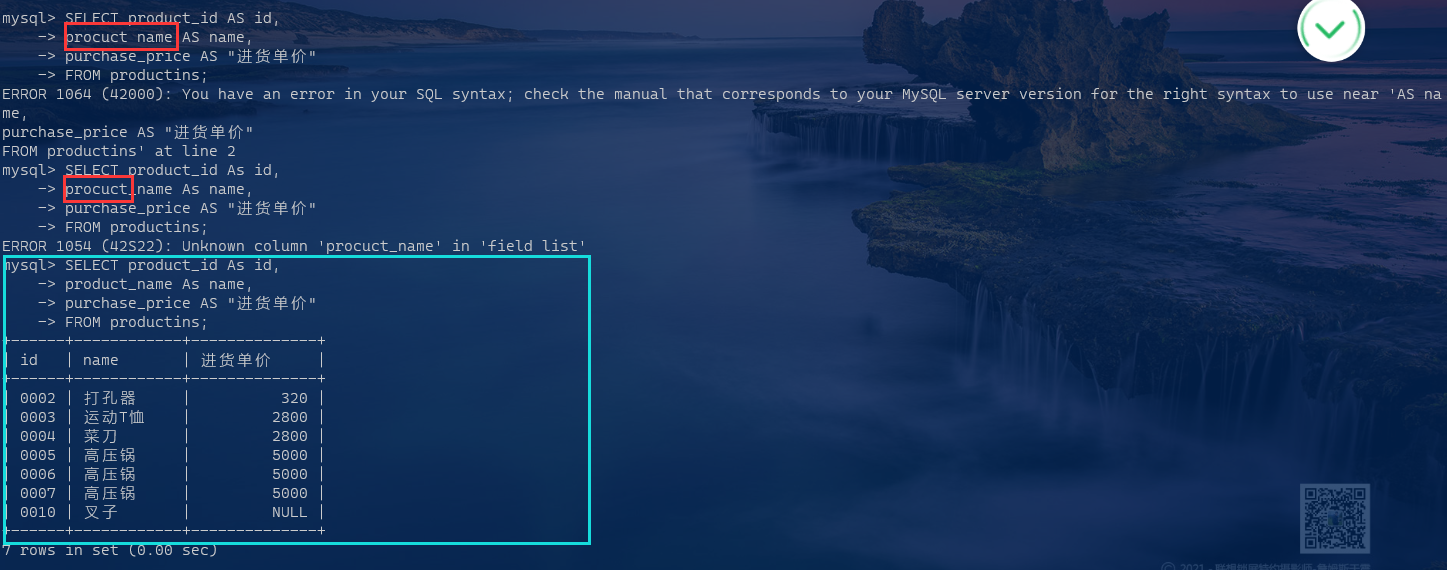 mysql> SELECT product_id AS id,
    -> procuct name AS name,
    -> purchase_price AS "进货单价"
    -> FROM productins;
ERROR 1064 (42000): You have an error in your SQL syntax; check the manual that corresponds to your MySQL server version for the right syntax to use near 'AS na
me,
purchase_price AS "进货单价"
FROM productins' at line 2
mysql> SELECT product_id As id,
    -> procuct_name As name,
    -> purchase_price AS "进货单价"
    -> FROM productins;
ERROR 1054 (42S22): Unknown column 'procuct_name' in 'field list'
mysql> SELECT product_id As id,
    -> product_name As name,
    -> purchase_price AS "进货单价"
    -> FROM productins;
+------+------------+--------------+
| id   | name       | 进货单价     |
+------+------------+--------------+
| 0002 | 打孔器     |          320 |
| 0003 | 运动T恤    |         2800 |
| 0004 | 菜刀       |         2800 |
| 0005 | 高压锅     |         5000 |
| 0006 | 高压锅     |         5000 |
| 0007 | 高压锅     |         5000 |
| 0010 | 叉子       |         NULL |
+------+------------+--------------+
7 rows in set (0.00 sec)
© 2021